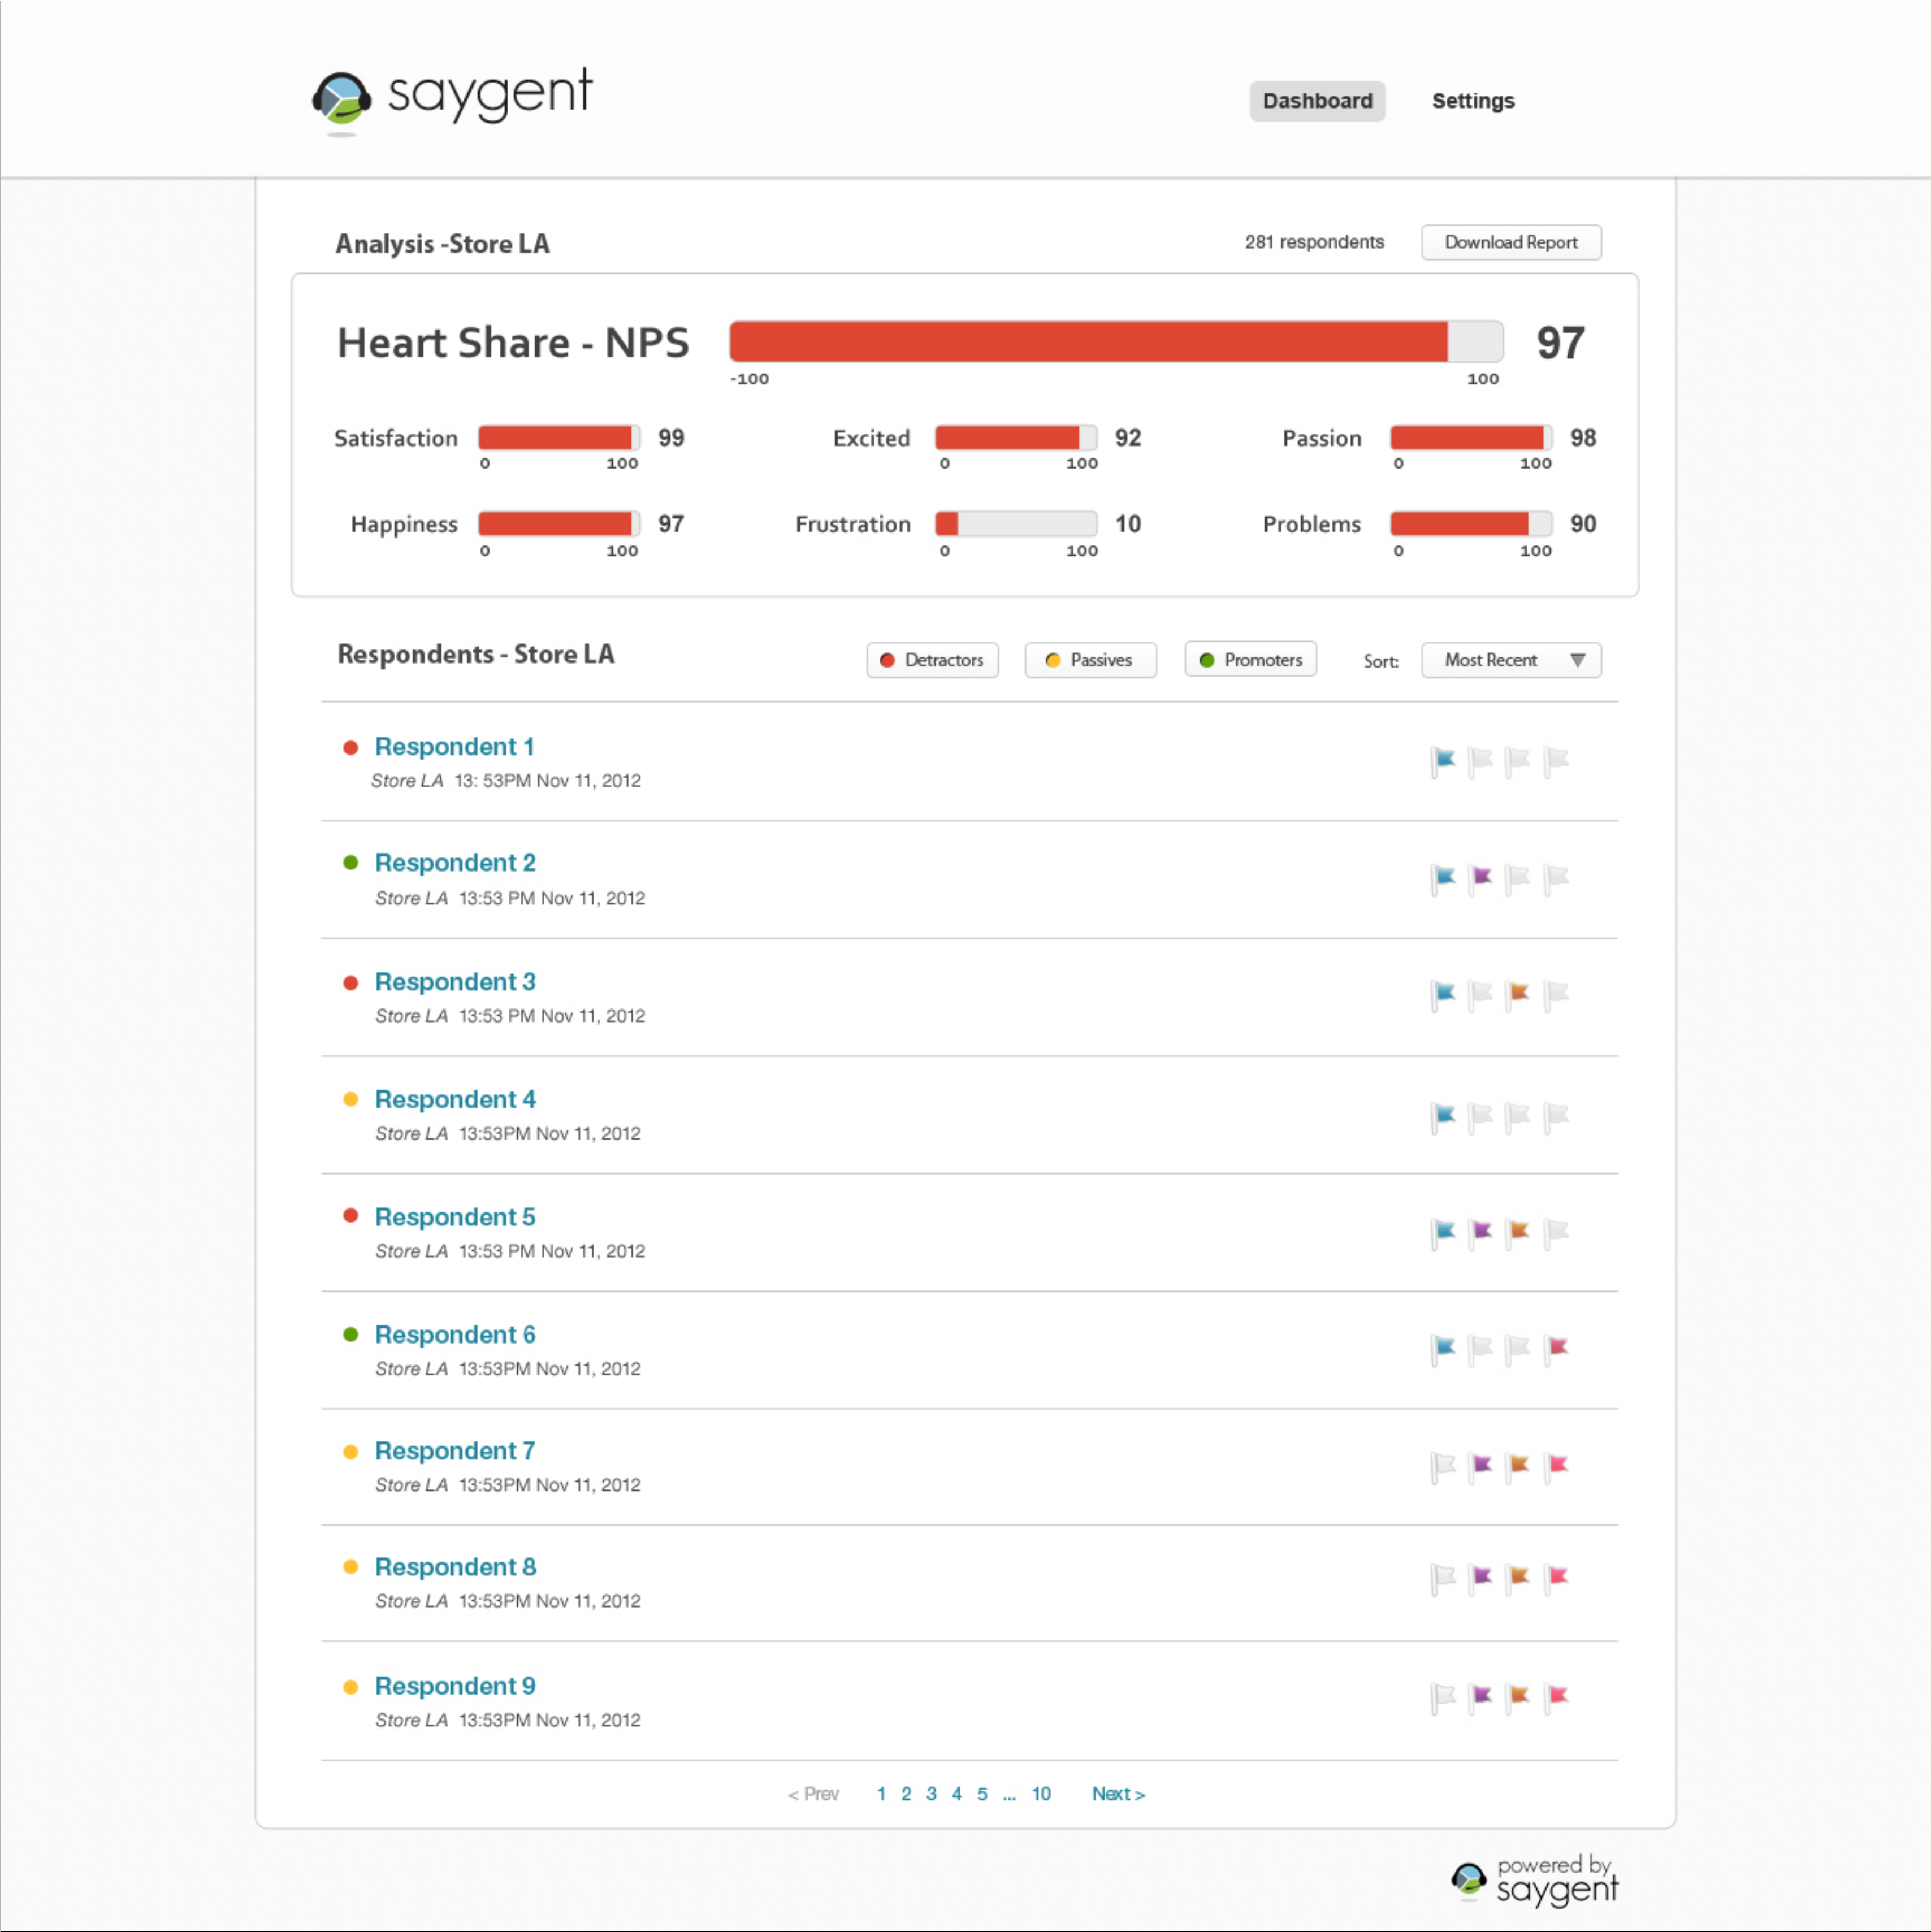 saygent
Dashboard Settings
Analysis -Store LA 281 respondents Download Report
Heart Share - NPS 97
-100 100
Satisfaction 99 Excited 92 Passion 98
0 100 0 100 0 100
Happiness 97 Frustration 10 Problems 90
0 100 0 100 0 100
Respondents - Store LA Detractors Passives Promoters Sort: Most Recent
Respondent 1
Store LA 13: 53PM Nov 11, 2012
Respondent 2
Store LA 13:53 PM Nov 11, 2012
Respondent 3
Store LA 13:53 PM Nov 11, 2012
Respondent 4
Store LA 13:53PM Nov 11, 2012
Respondent 5
Store LA 13:53 PM Nov 11, 2012
Respondent 6
Store LA 13:53PM Nov 11, 2012
Respondent 7
Store LA 13:53PM Nov 11, 2012
Respondent 8
Store LA 13:53PM Nov 11, 2012
Respondent 9
Store LA 13:53PM Nov 11, 2012
< Prev 1 2 3 4 5 ... 10 Next >
powered by
saygent